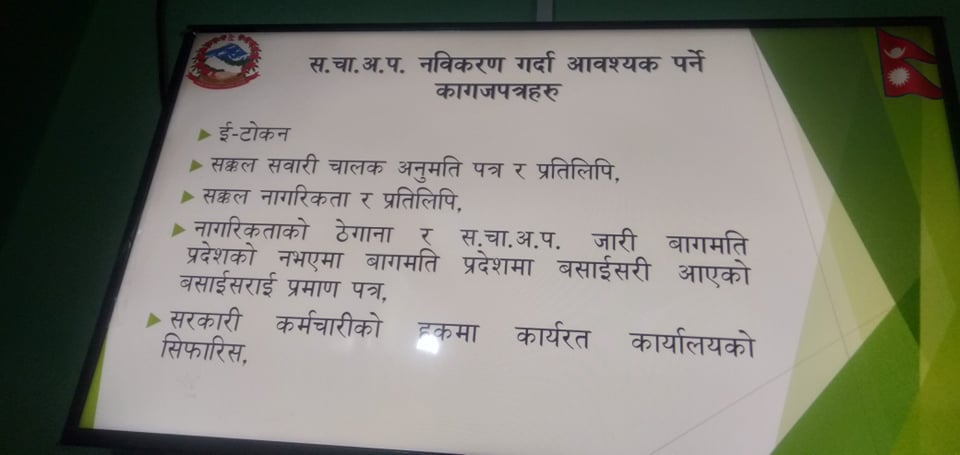 स.चा.अ.प. नविकरण गर्दा आवश्यक पर्ने
कागजपत्रहरु
ई-टोकन
सक्कल सवारी चालक अनुमति पत्र र प्रतिलिपि,
सक्कल नागरिकता र प्रतिलिपि,
नागरिकताको ठेगाना र स.चा.अ.प. जारी बागमति
प्रदेशको नभएमा बागमति प्रदेशमा बसाईसरी आएको
बसाईसराई प्रमाण पत्र,
सरकारी कर्मचारीको हकमा कार्यरत कार्यालयको
सिफारिस,